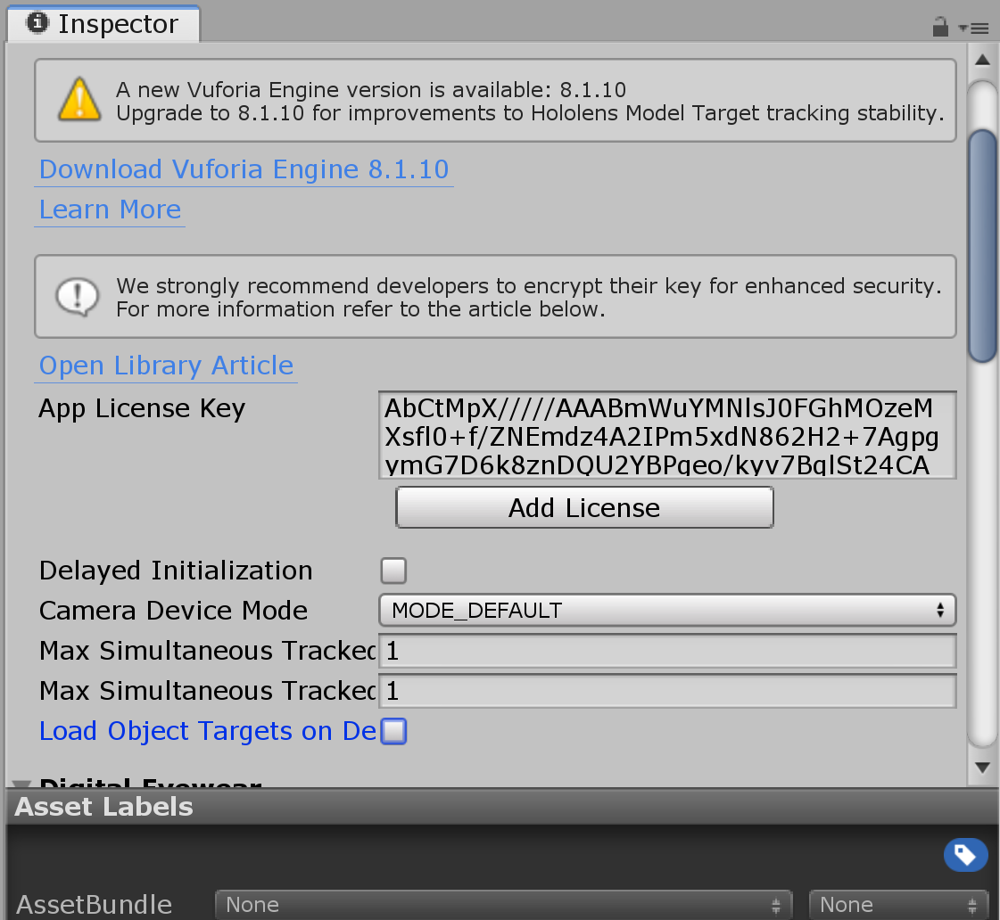 Inspector
A new Vuforia Engine version is available: 8.1.10
Upgrade to 8.1.10 for improvements to Hololens Model Target tracking stability.
Download Vuforia Engine 8.1.10
Learn More
We strongly recommend developers to encrypt their key for enhanced security.
For more information refer to the article below.
Open Library Article
App License Key
AbCtMpX/////AAABmWuYMNlsJ0FGhMOzeM
Xsfl0+f/ZNEmdz4A2IPm5xdN862H2+7Agpg
ymG7D6k8znDQU2YBPgeo/kyv7BqlSt24CA
Add License
Delayed Initialization
Camera Device Mode MODE_DEFAULT
Max Simultaneous Tracked 1
Max Simultaneous Tracked 1
Load Object Targets on De
Digital Eyewear
Asset Labels
AssetBundle None None